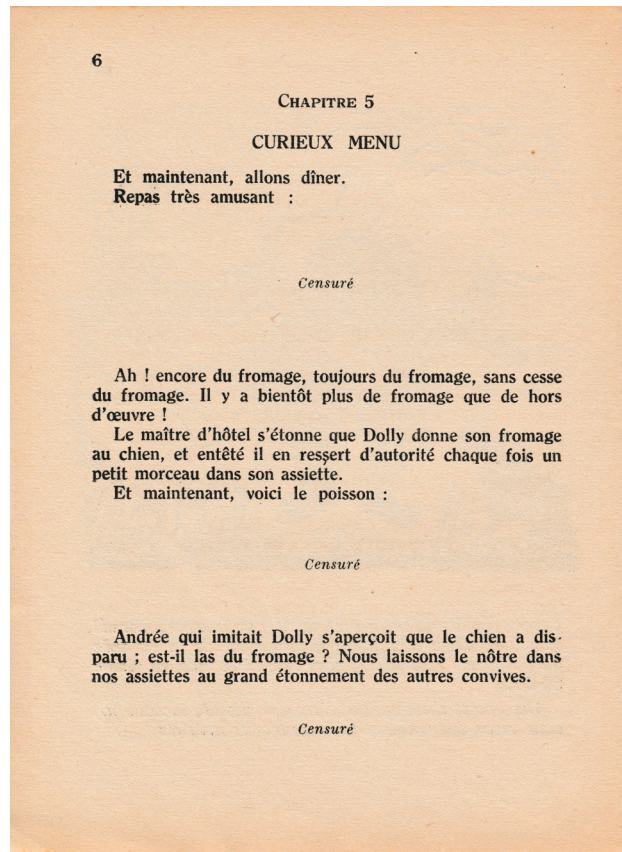 6
CHAPITRE 5
CURIEUX MENU
Et maintenant, allons dîner.
Repas très amusant :
Censuré
Ah ! encore du fromage, toujours du fromage, sans cesse
du fromage. Il y a bientôt plus de fromage que de hors
d'œuvre !
Le maître d'hôtel s'étonne que Dolly donne son fromage
au chien, et entêté il en ressert d'autorité chaque fois un
petit morceau dans son assiette.
Et maintenant, voici le poisson :
Censuré
Andrée qui imitait Dolly s'aperçoit que le chien a dis-
paru ; est-il las du fromage ? Nous laissons le nôtre dans
nos assiettes au grand étonnement des autres convives.
Censuré